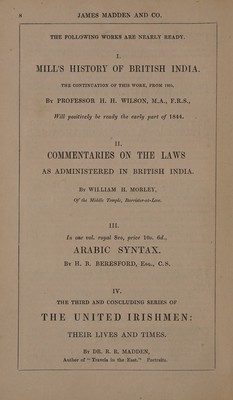 8 JAMES MADDEN AND CO.
THE FOLLOWING WORKS ARE NEARLY READY.
I.
MILL'S HISTORY OF BRITISH INDIA.
THE CONTINUATION OF THIS WORK, FROM 1805,
By PROFESSOR H. H. WILSON, M.A., F.R.S.,
Will positively be ready the early part of 1844.
II.
COMMENTARIES ON THE LAWS
AS ADMINISTERED IN BRITISH INDIA.
By WILLIAM H. MORLEY,
Of the Middle Temple, Barrister-at-Law.
III.
In one vol. royal 8vo, price 10s. 6d.,
ARABIC SYNTAX.
By H. B. BERESFORD, Esq., C.S.
IV.
THE THIRD AND CONCLUDING SERIES OF
THE UNITED IRISHMEN:
THEIR LIVES AND TIMES.
By DR. R. R. MADDEN,
Author of "Travels in the East." Portraits.